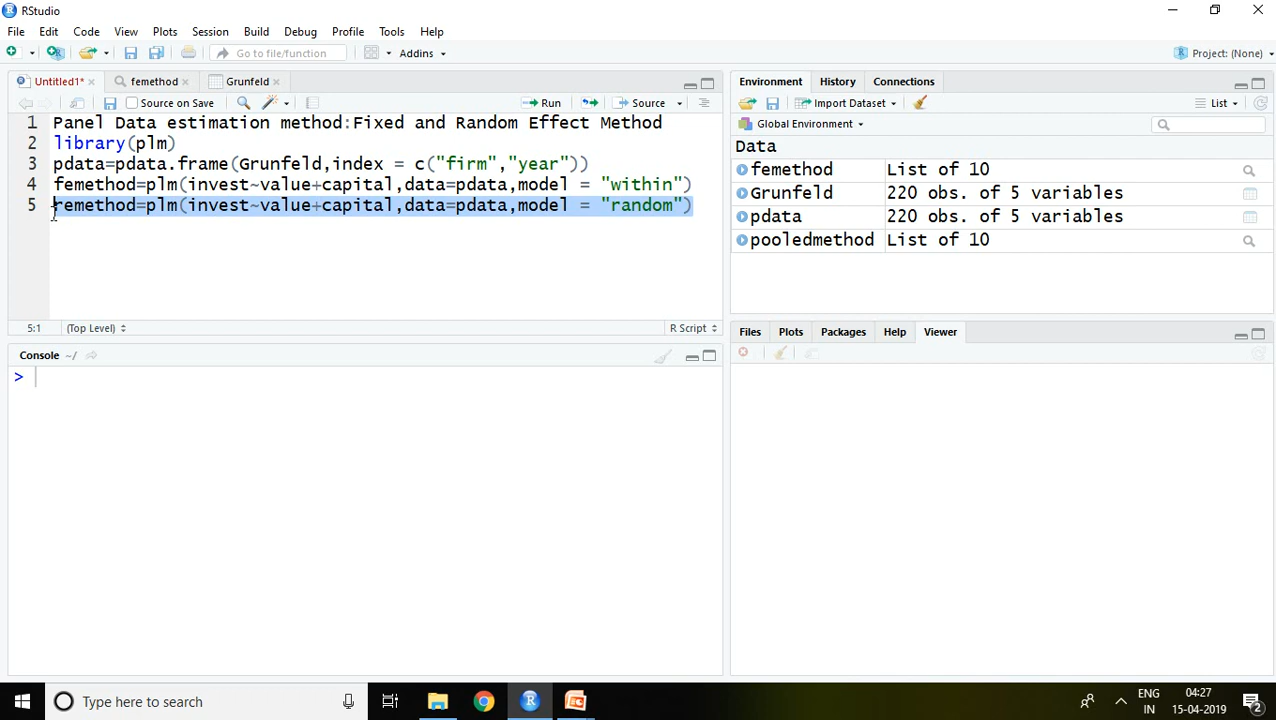 RStudio
File Edit Code View Plots Session Build Debug Profile Tools Help
Go to file/function Addins Project: (None)
Untitled1* femethod Grunfeld
Source on Save Run Source
1 Panel Data estimation method:Fixed and Random Effect Method
2 library(plm)
3 pdata=pdata.frame(Grunfeld,index = c("firm","year"))
4 femethod=plm(invest~value+capital,data=pdata,model = "within")
5 remethod=plm(invest~value+capital,data=pdata,model = "random")
5:1 (Top Level) R Script
Console ~/
>
Environment History Connections
Import Dataset List
Global Environment
Data
femethod List of 10
Grunfeld 220 obs. of 5 variables
pdata 220 obs. of 5 variables
pooledmethod List of 10
Files Plots Packages Help Viewer
Type here to search
ENG 04:27
IN 15-04-2019
2